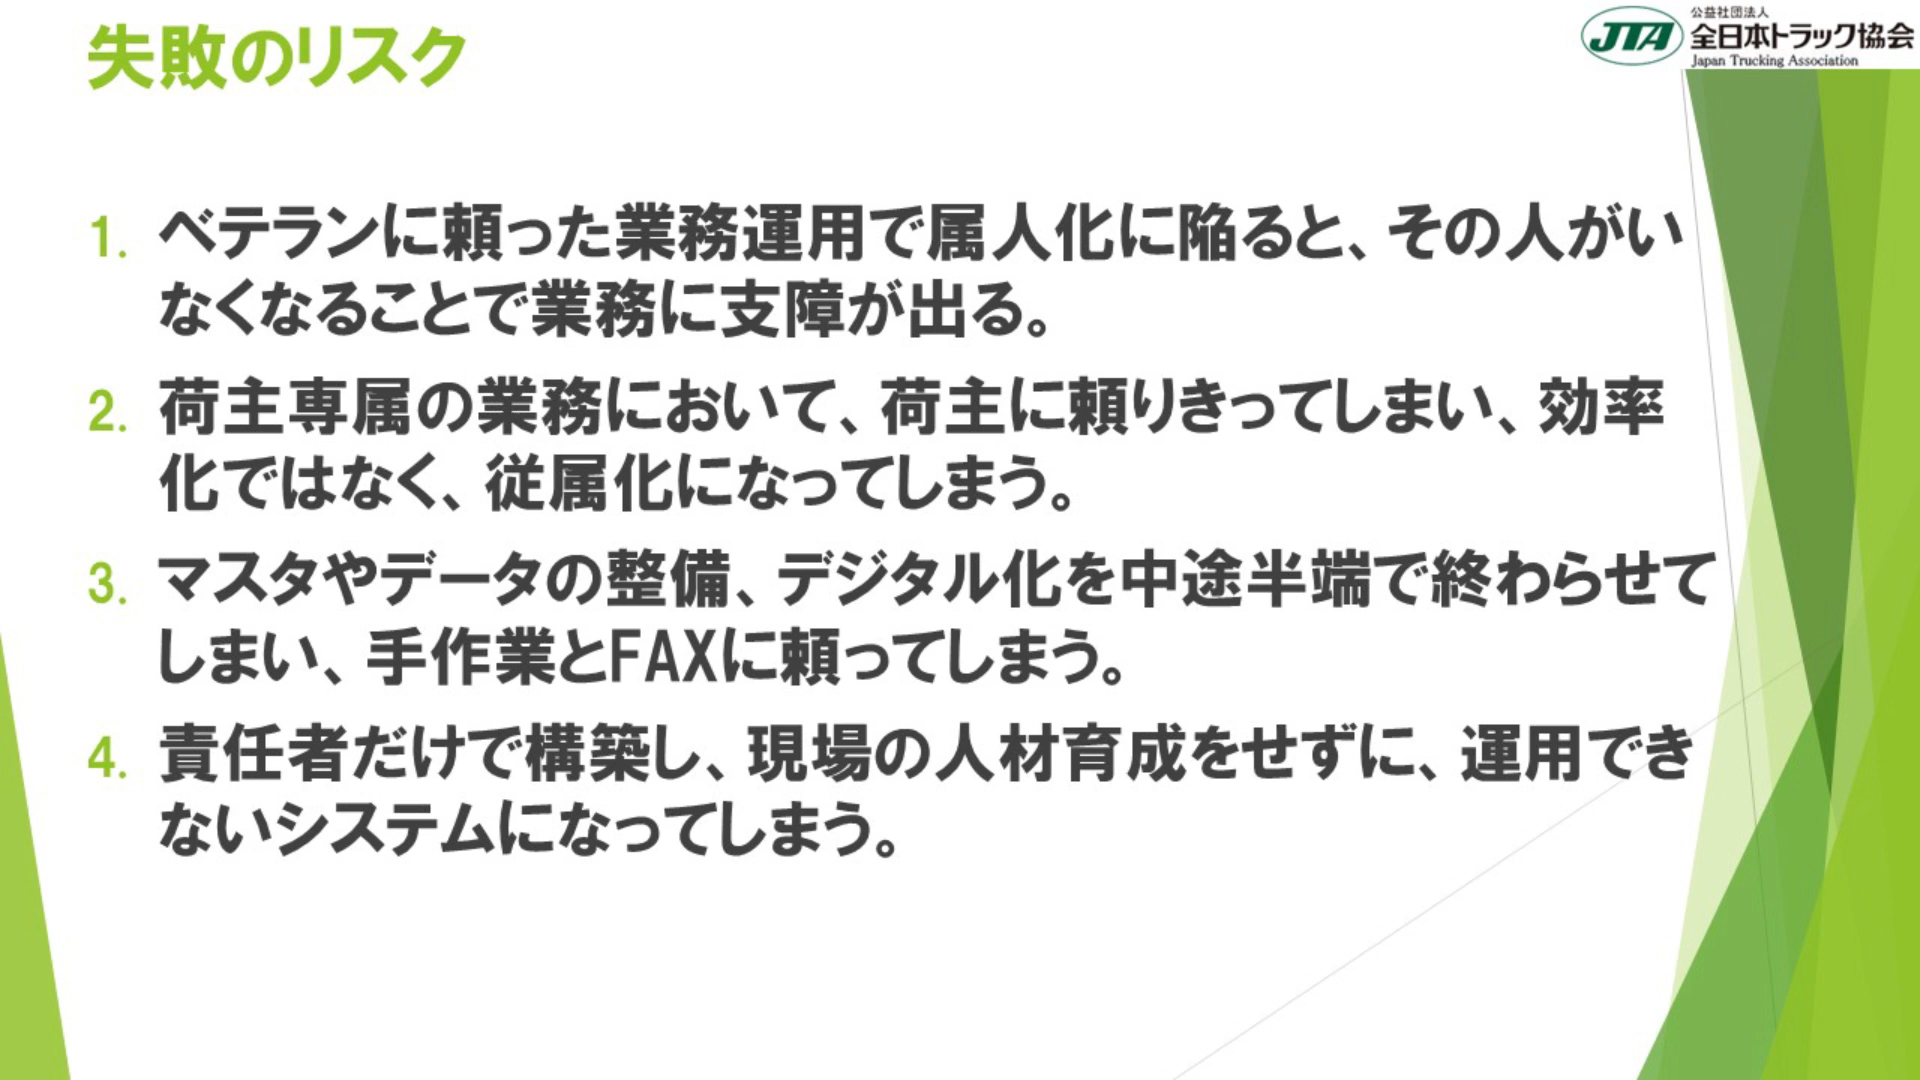 失敗のリスク
公益社団法人
JTA 全日本トラック協会
Japan Trucking Association
1. ベテランに頼った業務運用で属人化に陥ると、その人がい
なくなることで業務に支障が出る。
2. 荷主専属の業務において、荷主に頼りきってしまい、効率
化ではなく、従属化になってしまう。
3. マスタやデータの整備、デジタル化を中途半端で終わらせて
しまい、手作業とFAXに頼ってしまう。
4. 責任者だけで構築し、現場の人材育成をせずに、運用でき
ないシステムになってしまう。